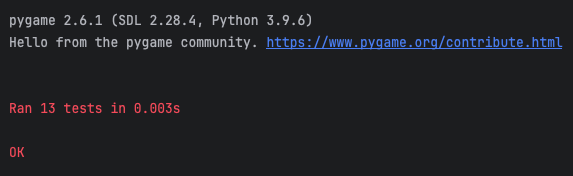 pygame 2.6.1 (SDL 2.28.4, Python 3.9.6)
Hello from the pygame community. https://www.pygame.org/contribute.html
Ran 13 tests in 0.003s
OK